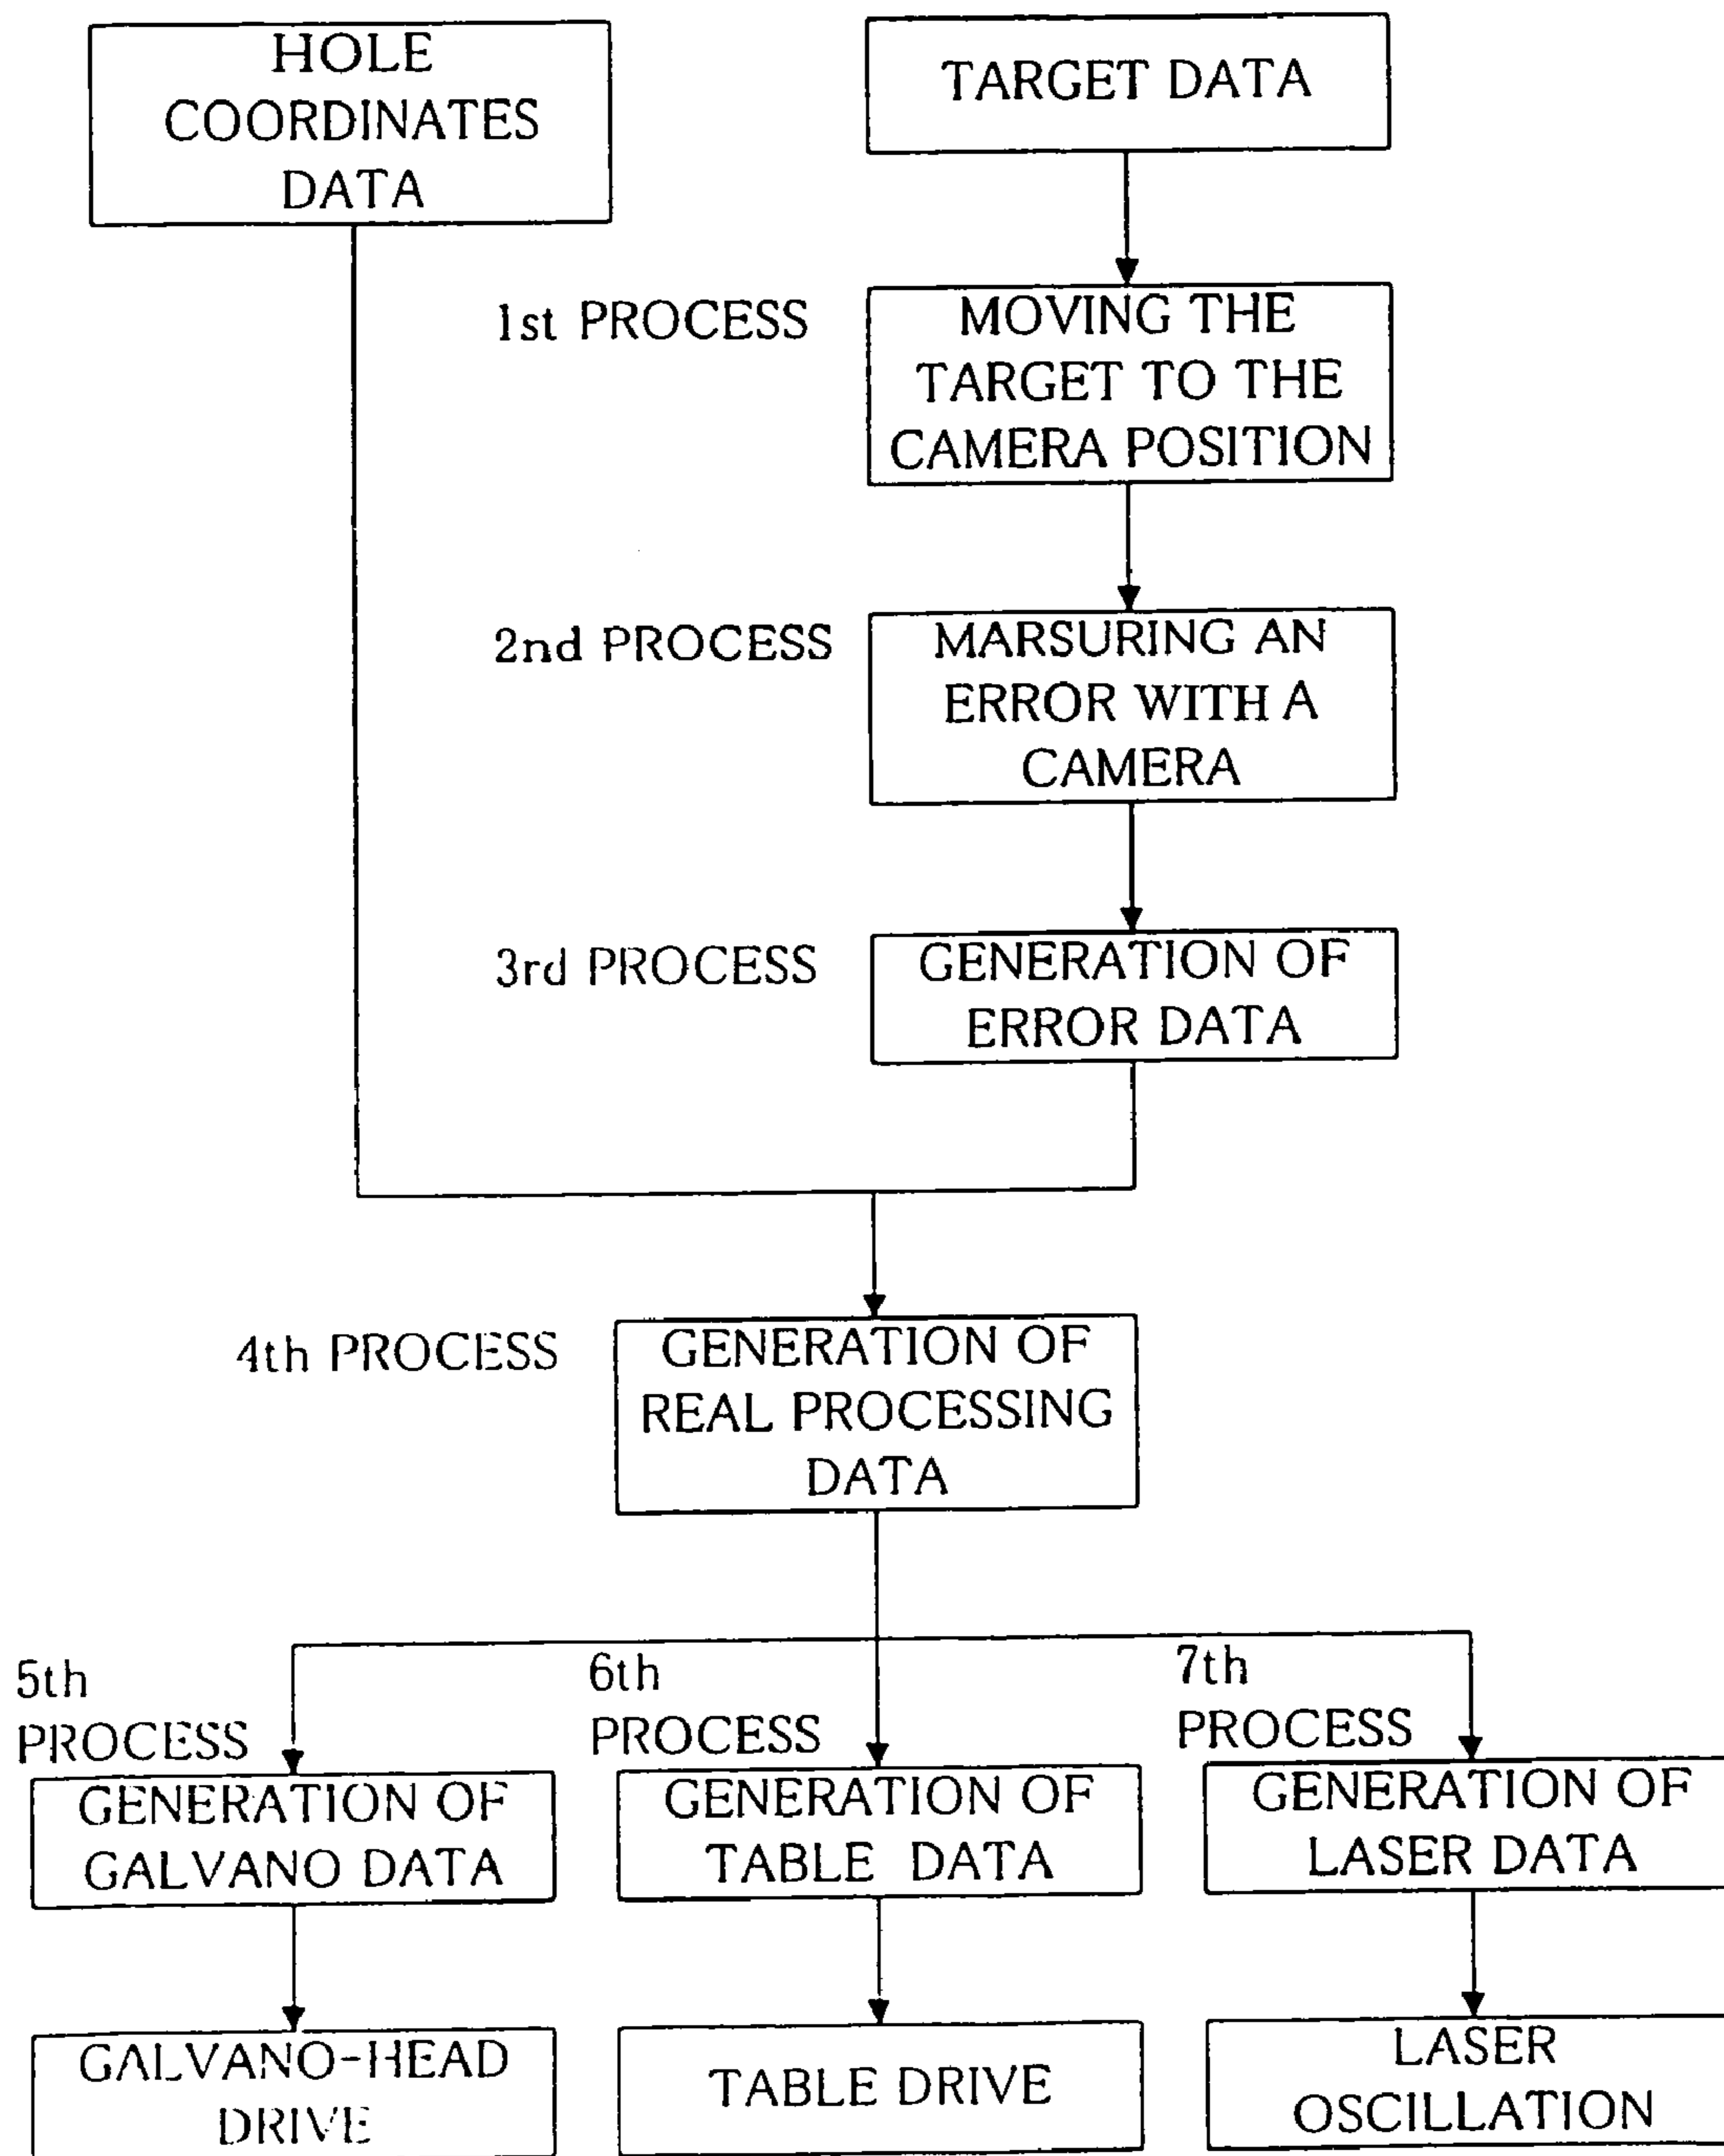 HOLE
COORDINATES
DATA
TARGET DATA
1st PROCESS
MOVING THE
TARGET TO THE
CAMERA POSITION
2nd PROCESS
MARSURING AN
ERROR WITH A
CAMERA
3rd PROCESS
GENERATION OF
ERROR DATA
4th PROCESS
GENERATION OF
REAL PROCESSING
DATA
5th
PROCESS
GENERATION OF
GALVANO DATA
6th
PROCESS
GENERATION OF
TABLE DATA
7th
PROCESS
GENERATION OF
LASER DATA
GALVANO-HEAD
DRIVE
TABLE DRIVE
LASER
OSCILLATION